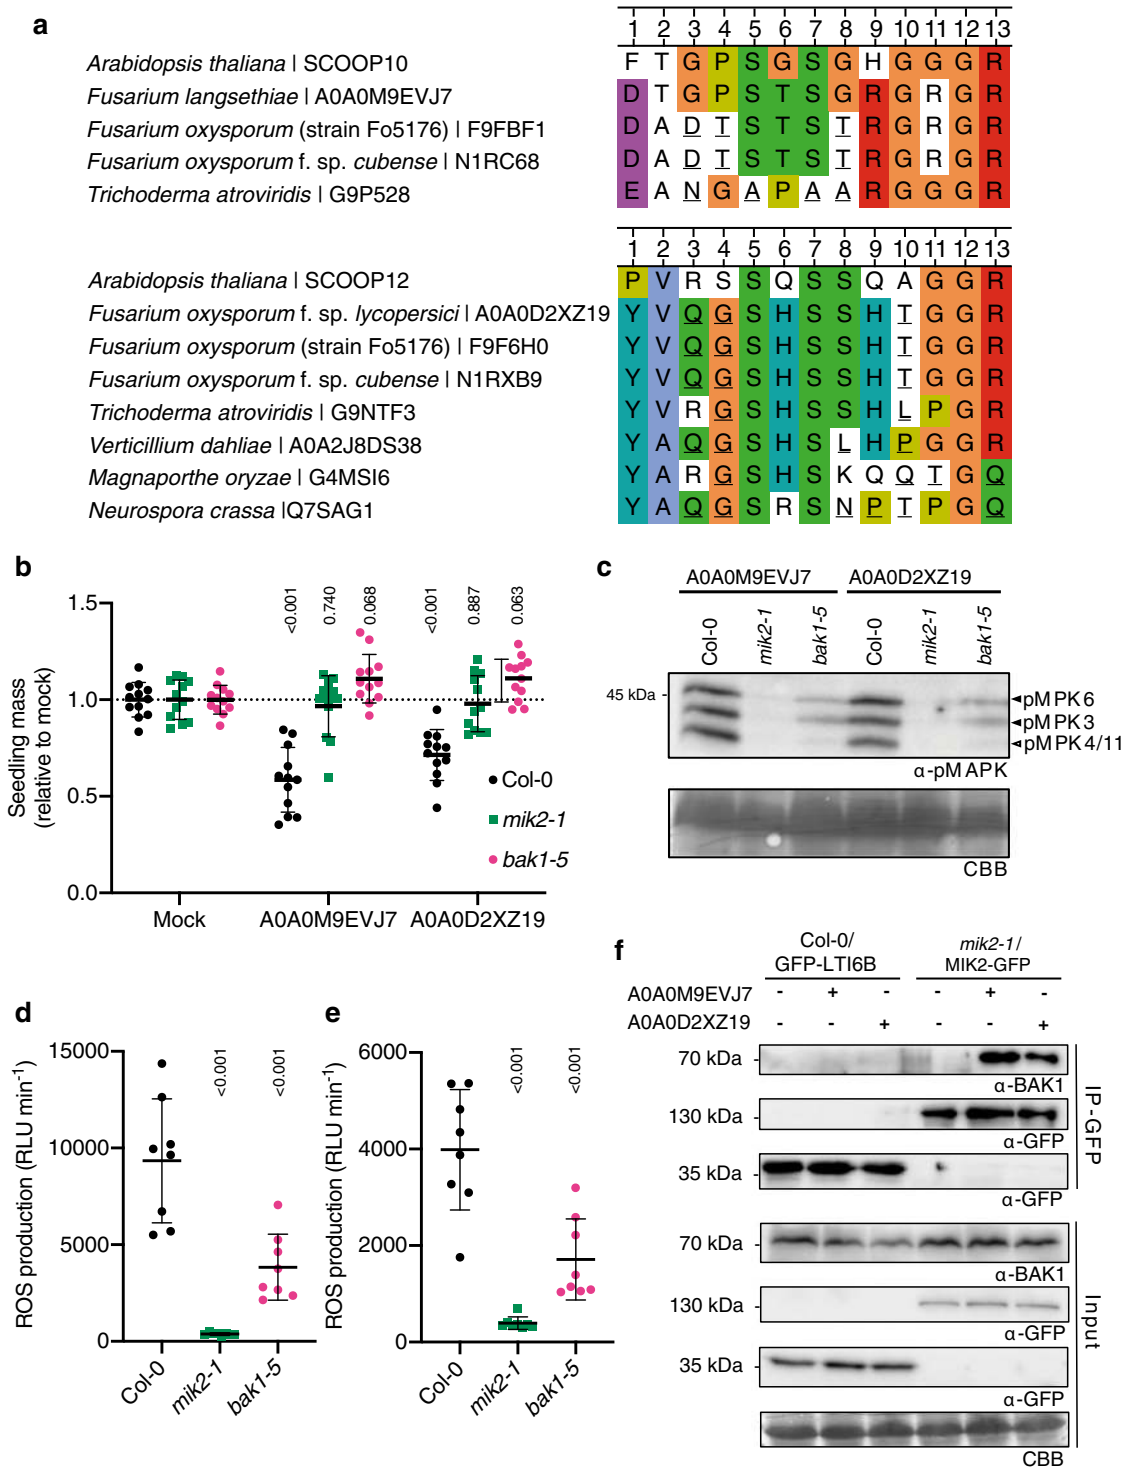 a
1 2 3 4 5 6 7 8 9 10 11 12 13
Arabidopsis thaliana | SCOOP10 F T G P S G S G H G G G R
Fusarium langsethiae | A0A0M9EVJ7 D T G P S T S G R G R G R
Fusarium oxysporum (strain Fo5176) | F9FBF1 D A D T S T S T R G R G R
Fusarium oxysporum f. sp. cubense | N1RC68 D A D T S T S T R G R G R
Trichoderma atroviridis | G9P528 E A N G A P A A R G G G R
1 2 3 4 5 6 7 8 9 10 11 12 13
Arabidopsis thaliana | SCOOP12 P V R S S Q S S Q A G G R
Fusarium oxysporum f. sp. lycopersici | A0A0D2XZ19 Y V Q G S H S S H T G G R
Fusarium oxysporum (strain Fo5176) | F9F6H0 Y V Q G S H S S H T G G R
Fusarium oxysporum f. sp. cubense | N1RXB9 Y V Q G S H S S H T G G R
Trichoderma atroviridis | G9NTF3 Y V R G S H S S H L P G R
Verticillium dahliae | A0A2J8DS38 Y A Q G S H S L H P G G R
Magnaporthe oryzae | G4MSI6 Y A R G S H S K Q Q T G Q
Neurospora crassa |Q7SAG1 Y A Q G S R S N P T P G Q
b
Seedling mass
(relative to mock)
1.5
1.0
0.5
0.0
<0.001
0.740
0.068
<0.001
0.887
0.063
Col-0
mik2-1
bak1-5
Mock A0A0M9EVJ7 A0A0D2XZ19
c
A0A0M9EVJ7 A0A0D2XZ19
Col-0 mik2-1 bak1-5 Col-0 mik2-1 bak1-5
45 kDa
pMPK6
pMPK3
pMPK4/11
α-pMAPK
CBB
d
ROS production (RLU min⁻¹)
15000
10000
5000
0
<0.001
<0.001
Col-0 mik2-1 bak1-5
e
ROS production (RLU min⁻¹)
6000
4000
2000
0
<0.001
<0.001
Col-0 mik2-1 bak1-5
f
Col-0/
GFP-LTI6B
mik2-1/
MIK2-GFP
A0A0M9EVJ7 - + - - + -
A0A0D2XZ19 - - + - - +
70 kDa
α-BAK1
130 kDa
α-GFP
35 kDa
α-GFP
IP-GFP
70 kDa
α-BAK1
130 kDa
α-GFP
35 kDa
α-GFP
CBB
Input